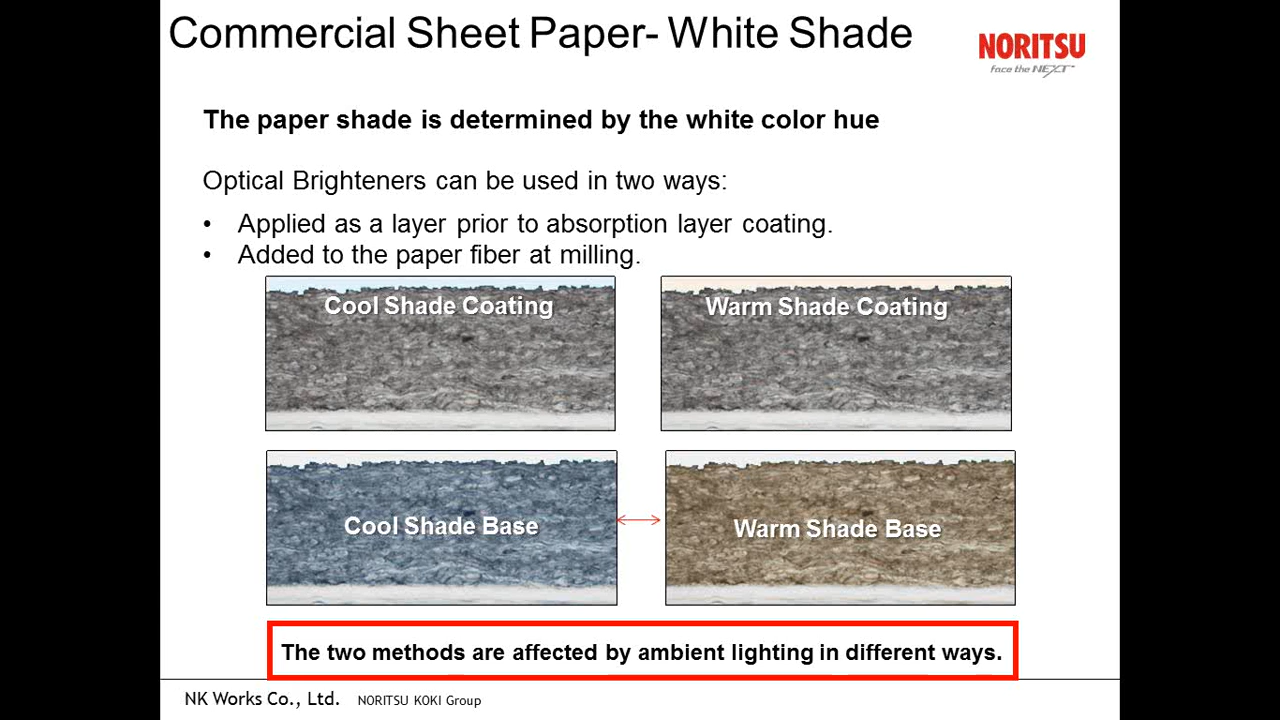 Commercial Sheet Paper- White Shade
NORITSU
face the NEXT™
The paper shade is determined by the white color hue
Optical Brighteners can be used in two ways:
• Applied as a layer prior to absorption layer coating.
• Added to the paper fiber at milling.
Cool Shade Coating
Warm Shade Coating
Cool Shade Base
Warm Shade Base
The two methods are affected by ambient lighting in different ways.
NK Works Co., Ltd. NORITSU KOKI Group